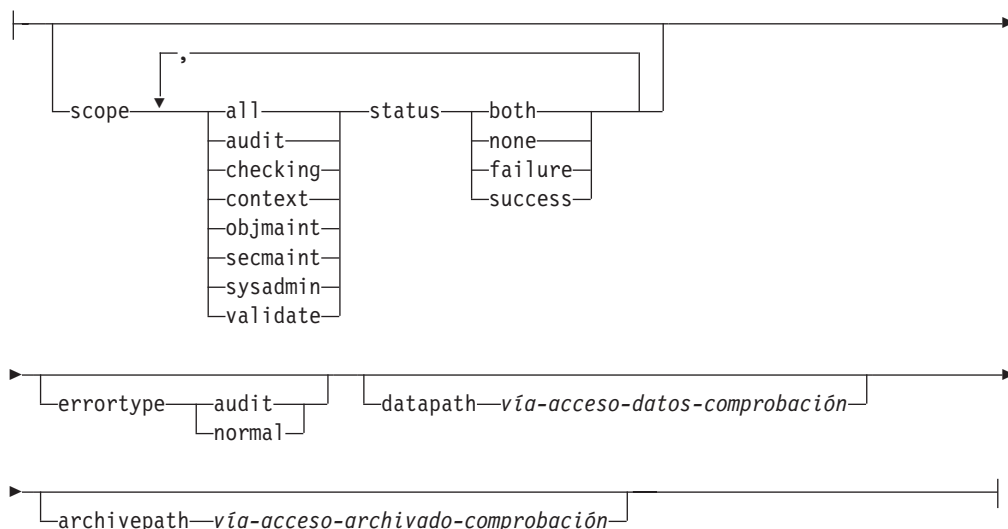 ,
scope all status both
audit none
checking failure
context success
objmaint
secmaint
sysadmin
validate
errortype audit datapath vía-acceso-datos-comprobación
normal
archivepath vía-acceso-archivado-comprobación